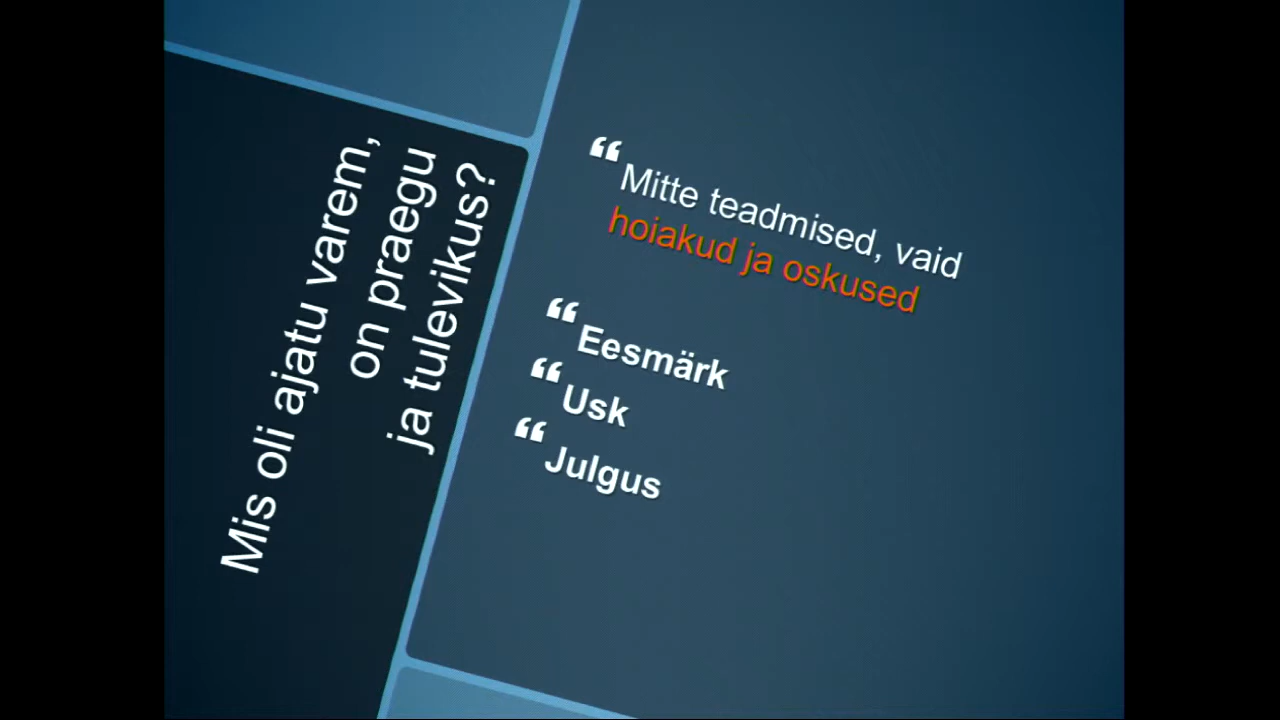 Mis oli ajatu varem,
on praegu
ja tulevikus?
❝ Mitte teadmised, vaid
hoiakud ja oskused
❝ Eesmärk
❝ Usk
❝ Julgus